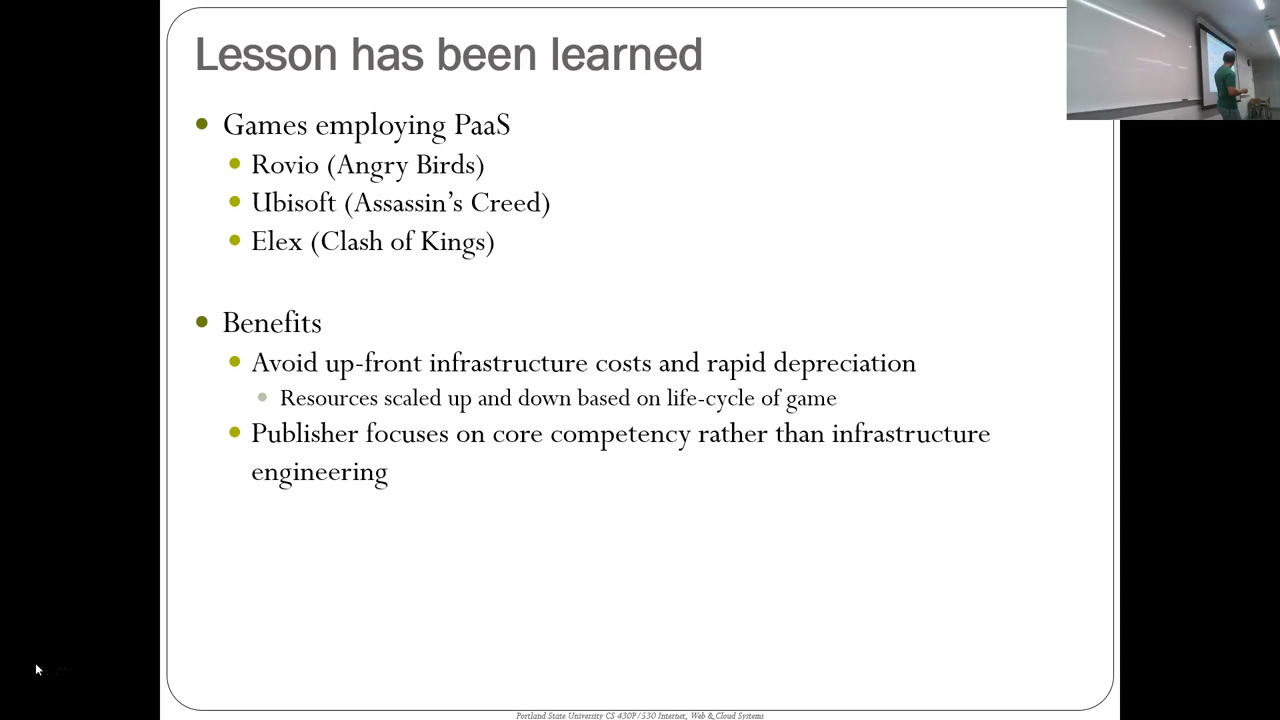 Lesson has been learned
Games employing PaaS
Rovio (Angry Birds)
Ubisoft (Assassin’s Creed)
Elex (Clash of Kings)
Benefits
Avoid up-front infrastructure costs and rapid depreciation
Resources scaled up and down based on life-cycle of game
Publisher focuses on core competency rather than infrastructure
engineering
Portland State University CS 430P/530 Internet, Web & Cloud Systems